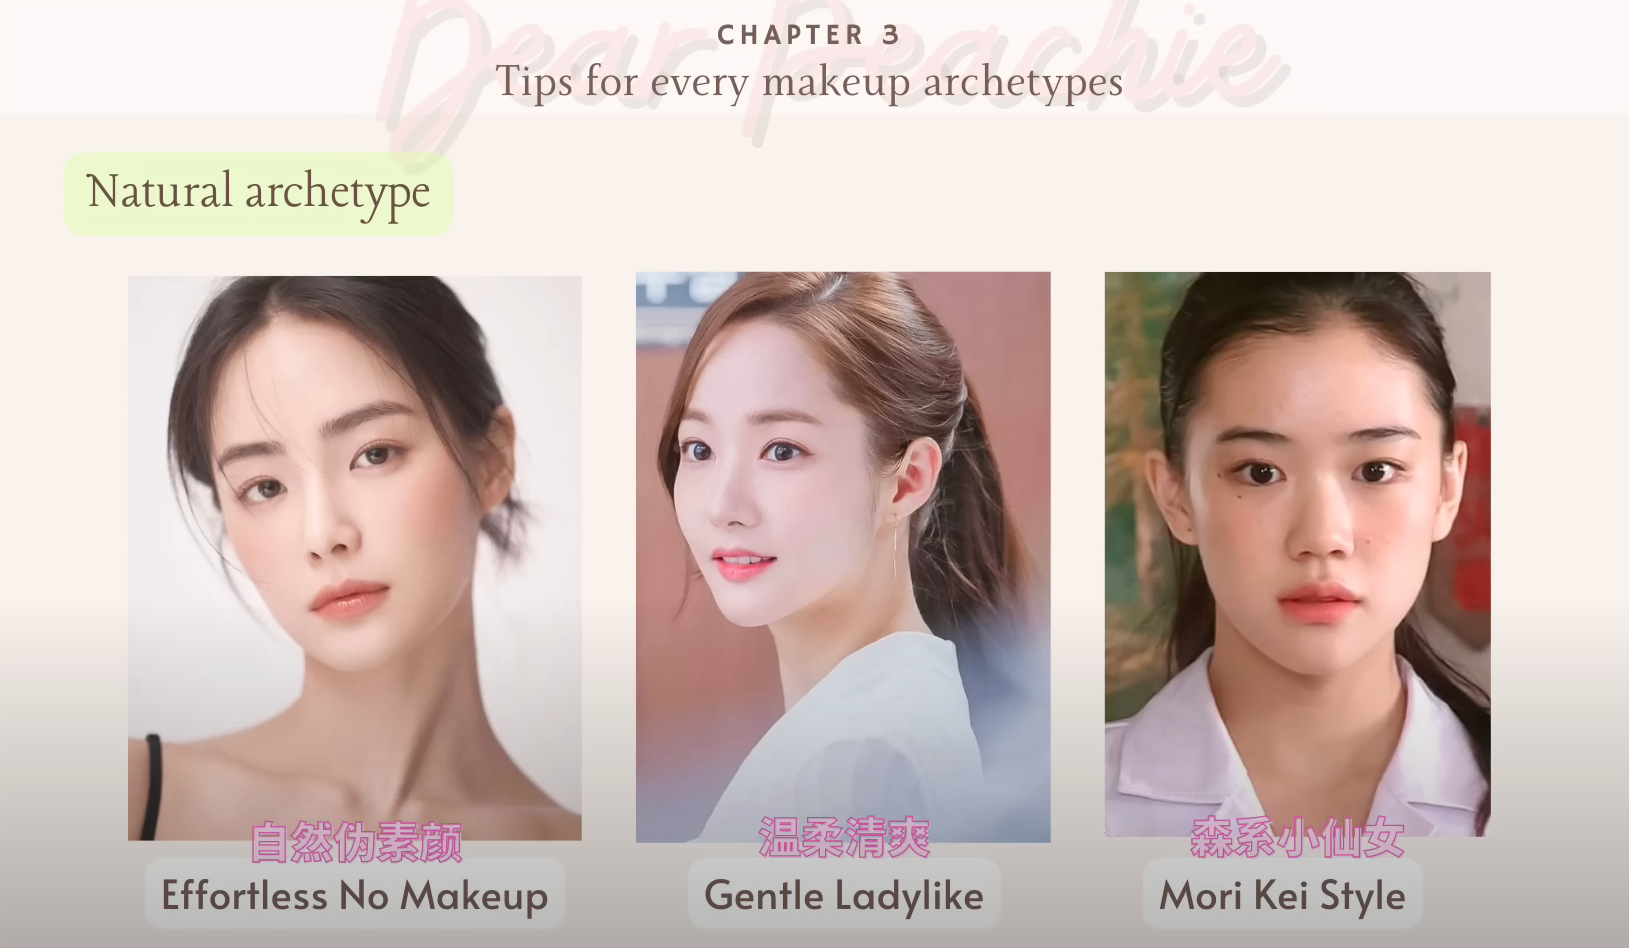 Dear Peachie
CHAPTER 3
Tips for every makeup archetypes
Natural archetype
自然伪素颜
Effortless No Makeup
温柔清爽
Gentle Ladylike
森系小仙女
Mori Kei Style